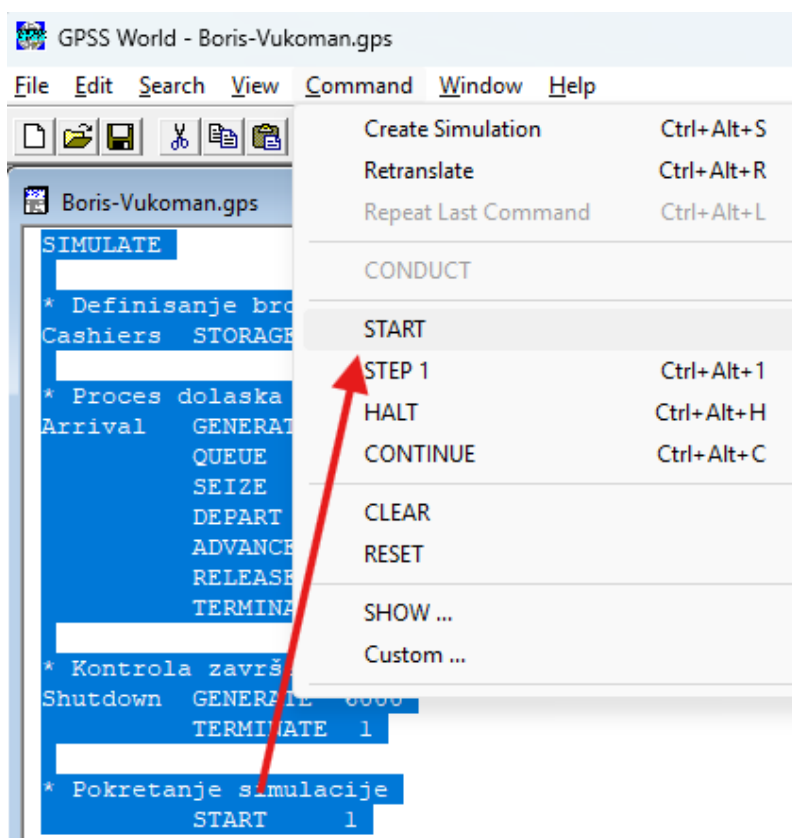 GPSS World - Boris-Vukoman.gps
File Edit Search View Command Window Help
Create Simulation Ctrl+Alt+S
Retranslate Ctrl+Alt+R
Repeat Last Command Ctrl+Alt+L
CONDUCT
START
STEP 1 Ctrl+Alt+1
HALT Ctrl+Alt+H
CONTINUE Ctrl+Alt+C
CLEAR
RESET
SHOW ...
Custom ...
Boris-Vukoman.gps
SIMULATE
* Definisanje
Cashiers STORAGE
* Proces dolaska
Arrival GENERAT
QUEUE
SEIZE
DEPART
ADVANCE
RELEASE
TERMINA
* Kontrola završ
Shutdown GENERATE 6000
TERMINATE 1
* Pokretanje simulacije
START 1